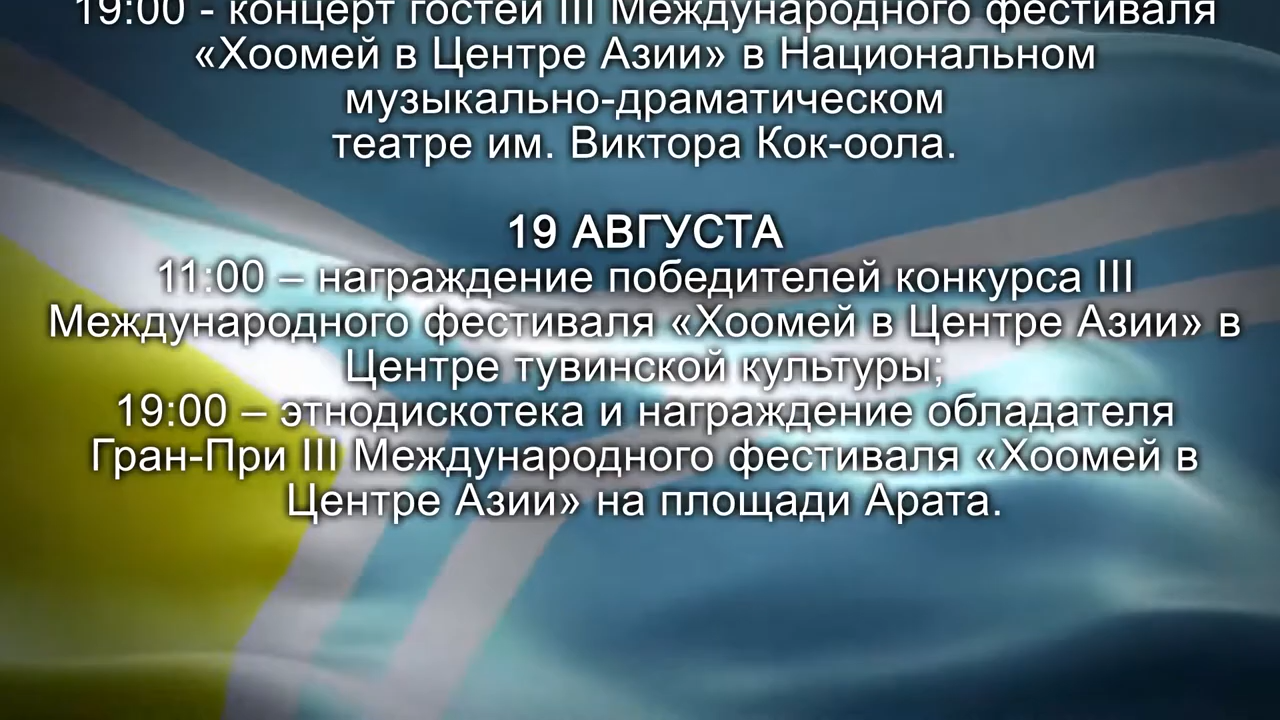 19:00 - концерт гостей III Международного фестиваля
«Хоомей в Центре Азии» в Национальном
музыкально-драматическом
театре им. Виктора Кок-оола.
19 АВГУСТА
11:00 – награждение победителей конкурса III
Международного фестиваля «Хоомей в Центре Азии» в
Центре тувинской культуры;
19:00 – этнодискотека и награждение обладателя
Гран-При III Международного фестиваля «Хоомей в
Центре Азии» на площади Арата.